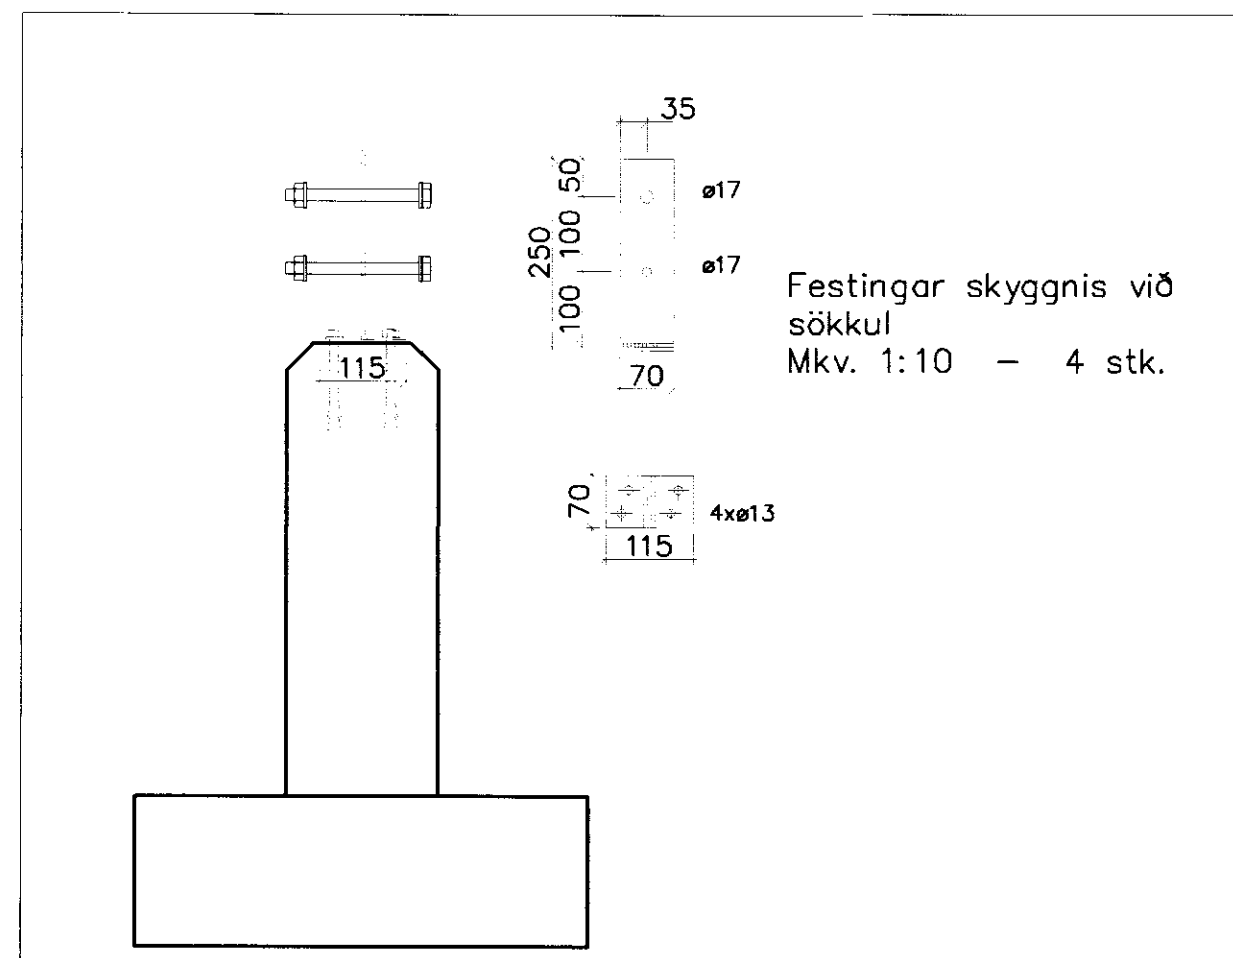 35
50
ø17
100
250
ø17
100
Festingar skyggnis við
sökkul
Mkv. 1:10 – 4 stk.
115
70
70
4xø13
115